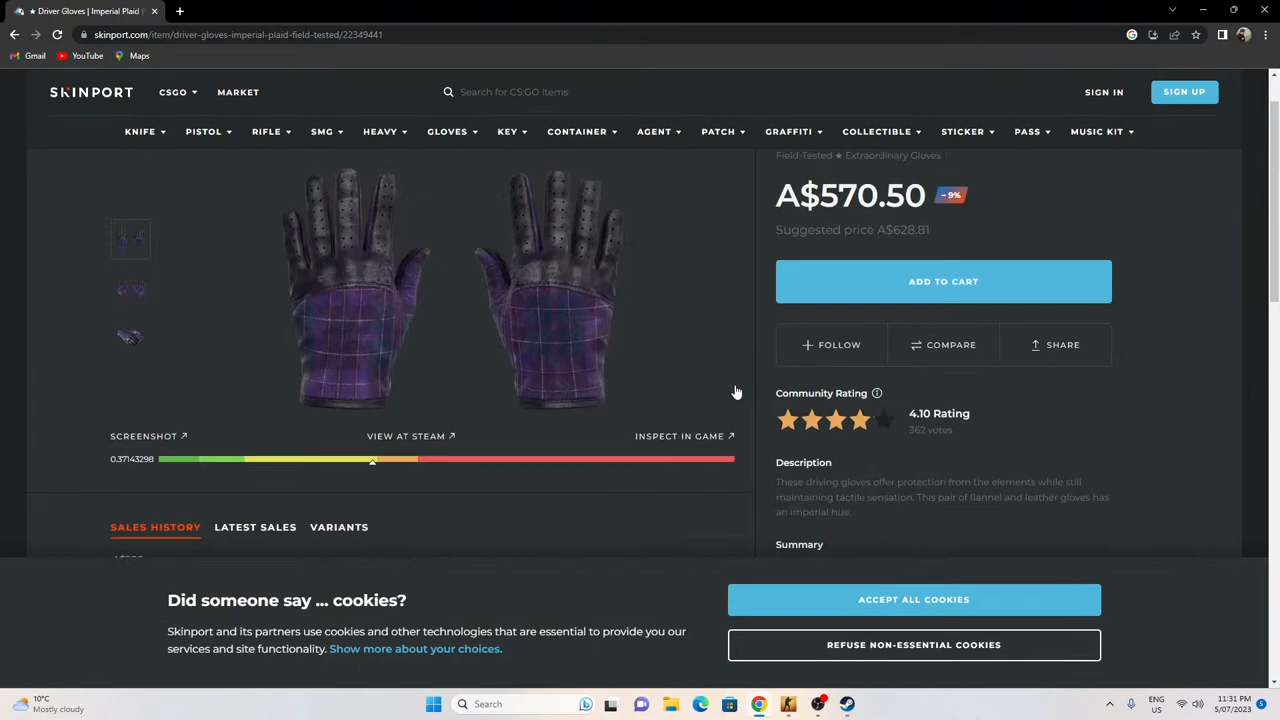 ★ Driver Gloves | Imperial Plaid (
skinport.com/item/driver-gloves-imperial-plaid-field-tested/22349441
Gmail YouTube Maps
SKINPORT CSGO MARKET Search for CS:GO Items SIGN IN SIGN UP
KNIFE PISTOL RIFLE SMG HEAVY GLOVES KEY CONTAINER AGENT PATCH GRAFFITI COLLECTIBLE STICKER PASS MUSIC KIT
Field-Tested ★ Extraordinary Gloves
A$570.50 – 9%
Suggested price A$628.81
ADD TO CART
FOLLOW COMPARE SHARE
Community Rating
4.10 Rating
362 votes
SCREENSHOT VIEW AT STEAM INSPECT IN GAME
0.37143298
Description
These driving gloves offer protection from the elements while still
maintaining tactile sensation. This pair of flannel and leather gloves has
an imperial hue.
SALES HISTORY LATEST SALES VARIANTS
Summary
Did someone say ... cookies?
Skinport and its partners use cookies and other technologies that are essential to provide you our
services and site functionality. Show more about your choices.
ACCEPT ALL COOKIES
REFUSE NON-ESSENTIAL COOKIES
10°C
Mostly cloudy
Search
ENG
US
11:31 PM
5/07/2023
5